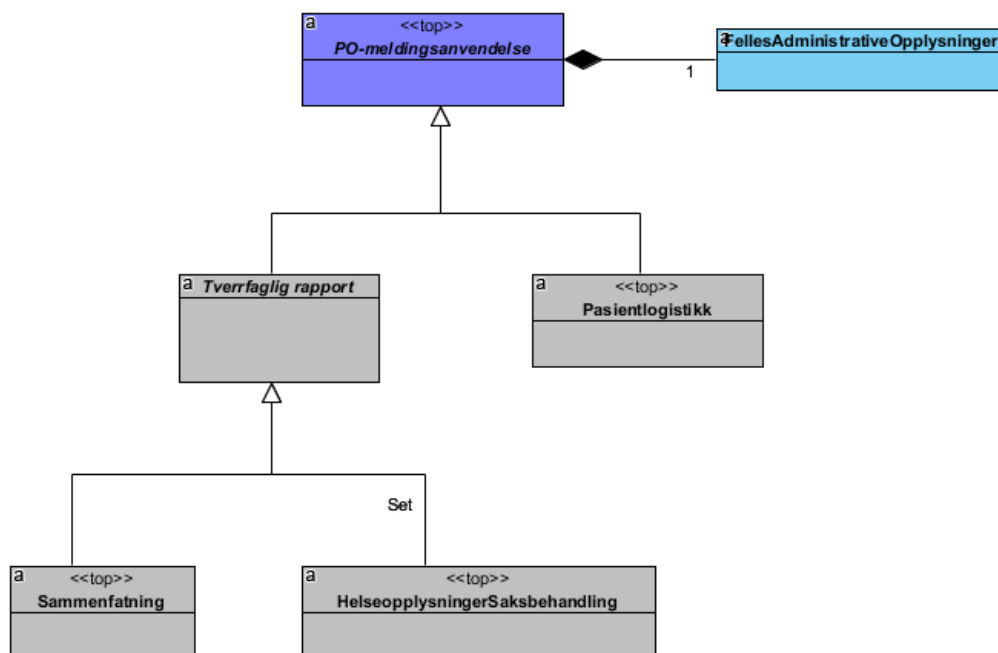 a
<<top>>
PO-meldingsanvendelse
a
FellesAdministrativeOpplysninger
1
a
Tverrfaglig rapport
a
<<top>>
Pasientlogistikk
Set
a
<<top>>
Sammenfatning
a
<<top>>
HelseopplysningerSaksbehandling